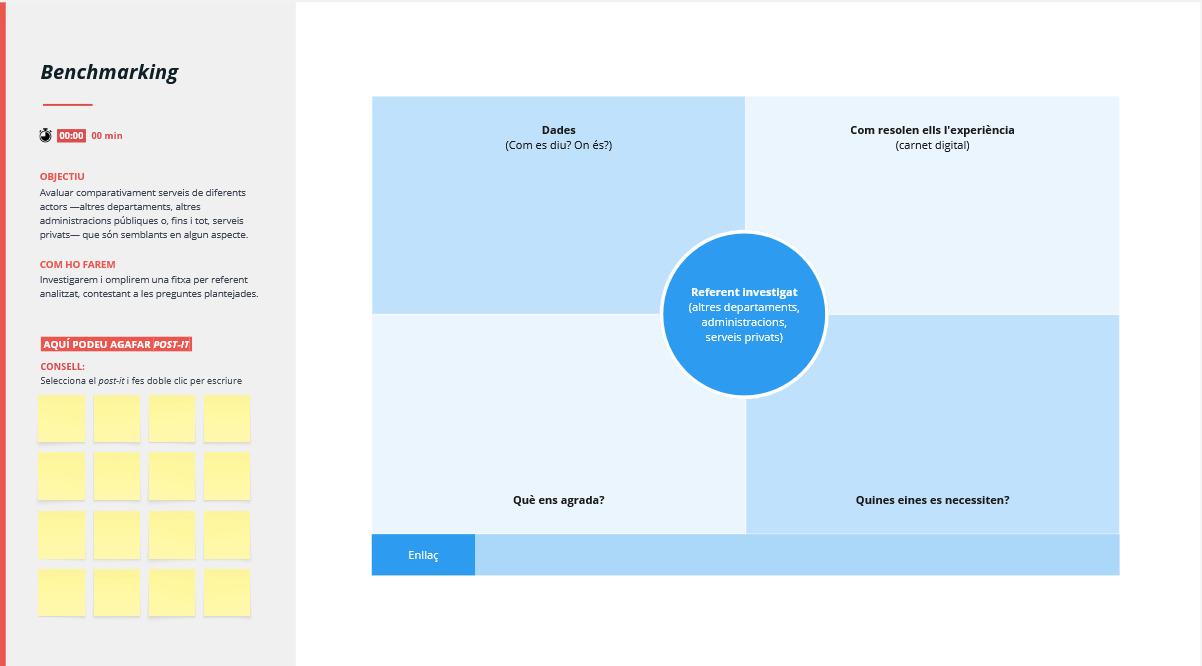 Benchmarking
00:00 00 min
OBJECTIU
Avaluar comparativament serveis de diferents
actors —altres departaments, altres
administracions públiques o, fins i tot, serveis
privats— que són semblants en algun aspecte.
COM HO FAREM
Investigarem i omplirem una fitxa per referent
analitzat, contestant a les preguntes plantejades.
AQUÍ PODEU AGAFAR POST-IT
CONSELL:
Selecciona el post-it i fes doble clic per escriure
Dades
(Com es diu? On és?)
Com resolen ells l'experiència
(carnet digital)
Referent investigat
(altres departaments,
administracions,
serveis privats)
Què ens agrada?
Quines eines es necessiten?
Enllaç